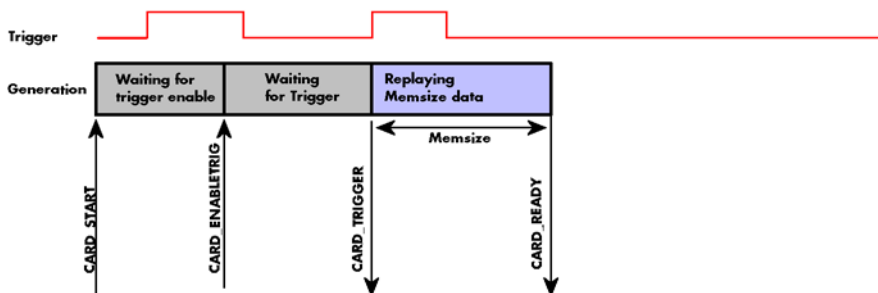 Trigger
Generation
Waiting for
trigger enable
Waiting
for Trigger
Replaying
Memsize data
Memsize
CARD_START
CARD_ENABLETRIG
CARD_TRIGGER
CARD_READY